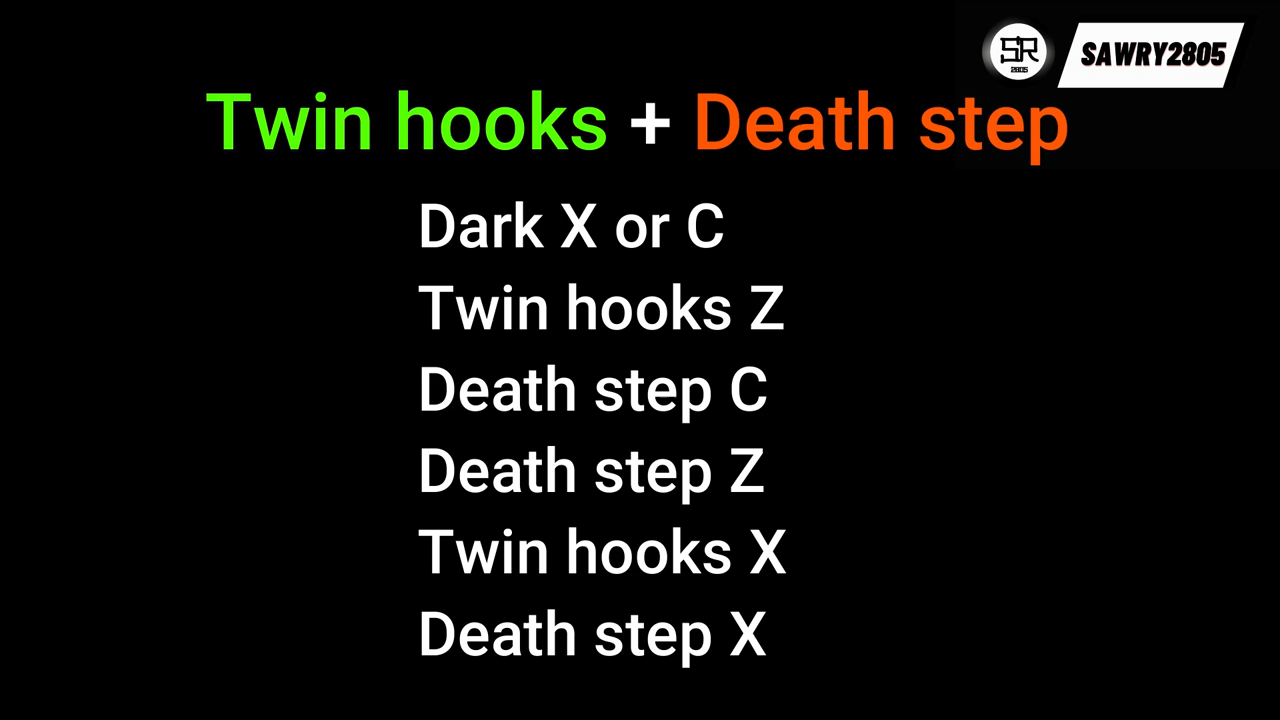 SR
2805
SAWRY2805
Twin hooks + Death step
Dark X or C
Twin hooks Z
Death step C
Death step Z
Twin hooks X
Death step X